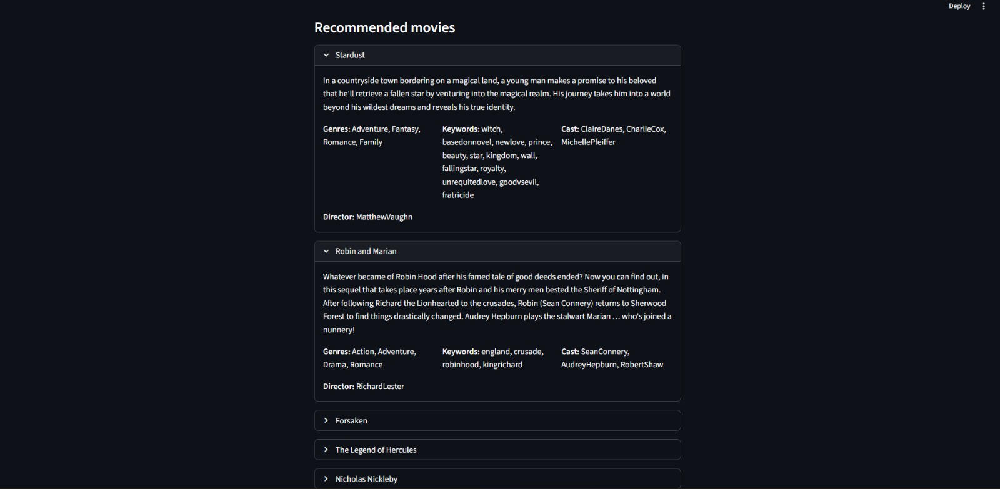 Deploy
Recommended movies
Stardust
In a countryside town bordering on a magical land, a young man makes a promise to his beloved
that he'll retrieve a fallen star by venturing into the magical realm. His journey takes him into a world
beyond his wildest dreams and reveals his true identity.
Genres: Adventure, Fantasy,
Romance, Family
Keywords: witch,
basedonnovel, newlove, prince,
beauty, star, kingdom, wall,
fallingstar, royalty,
unrequitedlove, goodvsevil,
fratricide
Cast: ClaireDanes, CharlieCox,
MichellePfeiffer
Director: MatthewVaughn
Robin and Marian
Whatever became of Robin Hood after his famed tale of good deeds ended? Now you can find out, in
this sequel that takes place years after Robin and his merry men bested the Sheriff of Nottingham.
After following Richard the Lionhearted to the crusades, Robin (Sean Connery) returns to Sherwood
Forest to find things drastically changed. Audrey Hepburn plays the stalwart Marian … who's joined a
nunnery!
Genres: Action, Adventure,
Drama, Romance
Keywords: england, crusade,
robinhood, kingrichard
Cast: SeanConnery,
AudreyHepburn, RobertShaw
Director: RichardLester
Forsaken
The Legend of Hercules
Nicholas Nickleby